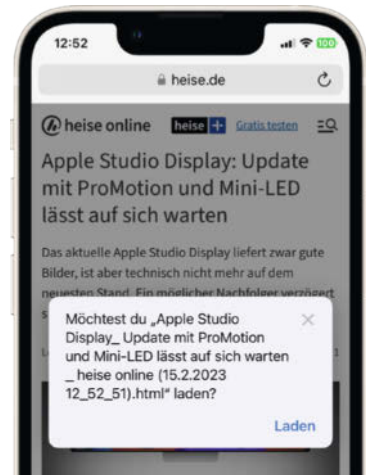 12:52
100
heise.de
heise online heise + Gratis testen
Apple Studio Display: Update
mit ProMotion und Mini-LED
lässt auf sich warten
Das aktuelle Apple Studio Display liefert zwar gute
Bilder, ist aber technisch nicht mehr auf dem
neuesten Stand. Ein möglicher Nachfolger verzögert
Möchtest du „Apple Studio
Display_ Update mit ProMotion
und Mini-LED lässt auf sich warten
_ heise online (15.2.2023
12_52_51).html“ laden?
Laden